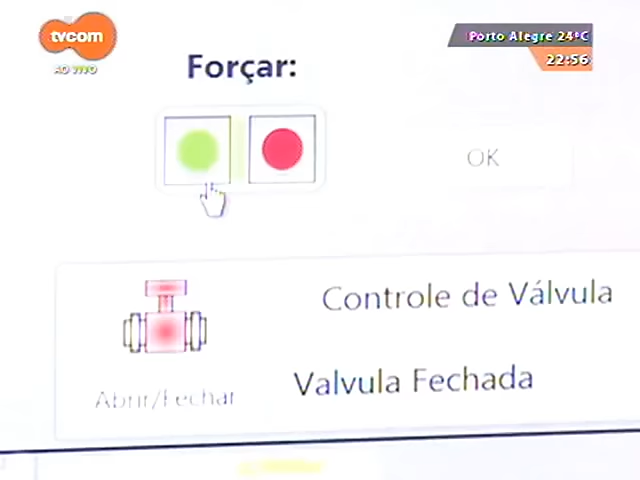 tvcom
AO VIVO
Porto Alegre 24°C
22:56
Forçar:
OK
Controle de Válvula
Abrir/Fechar
Valvula Fechada